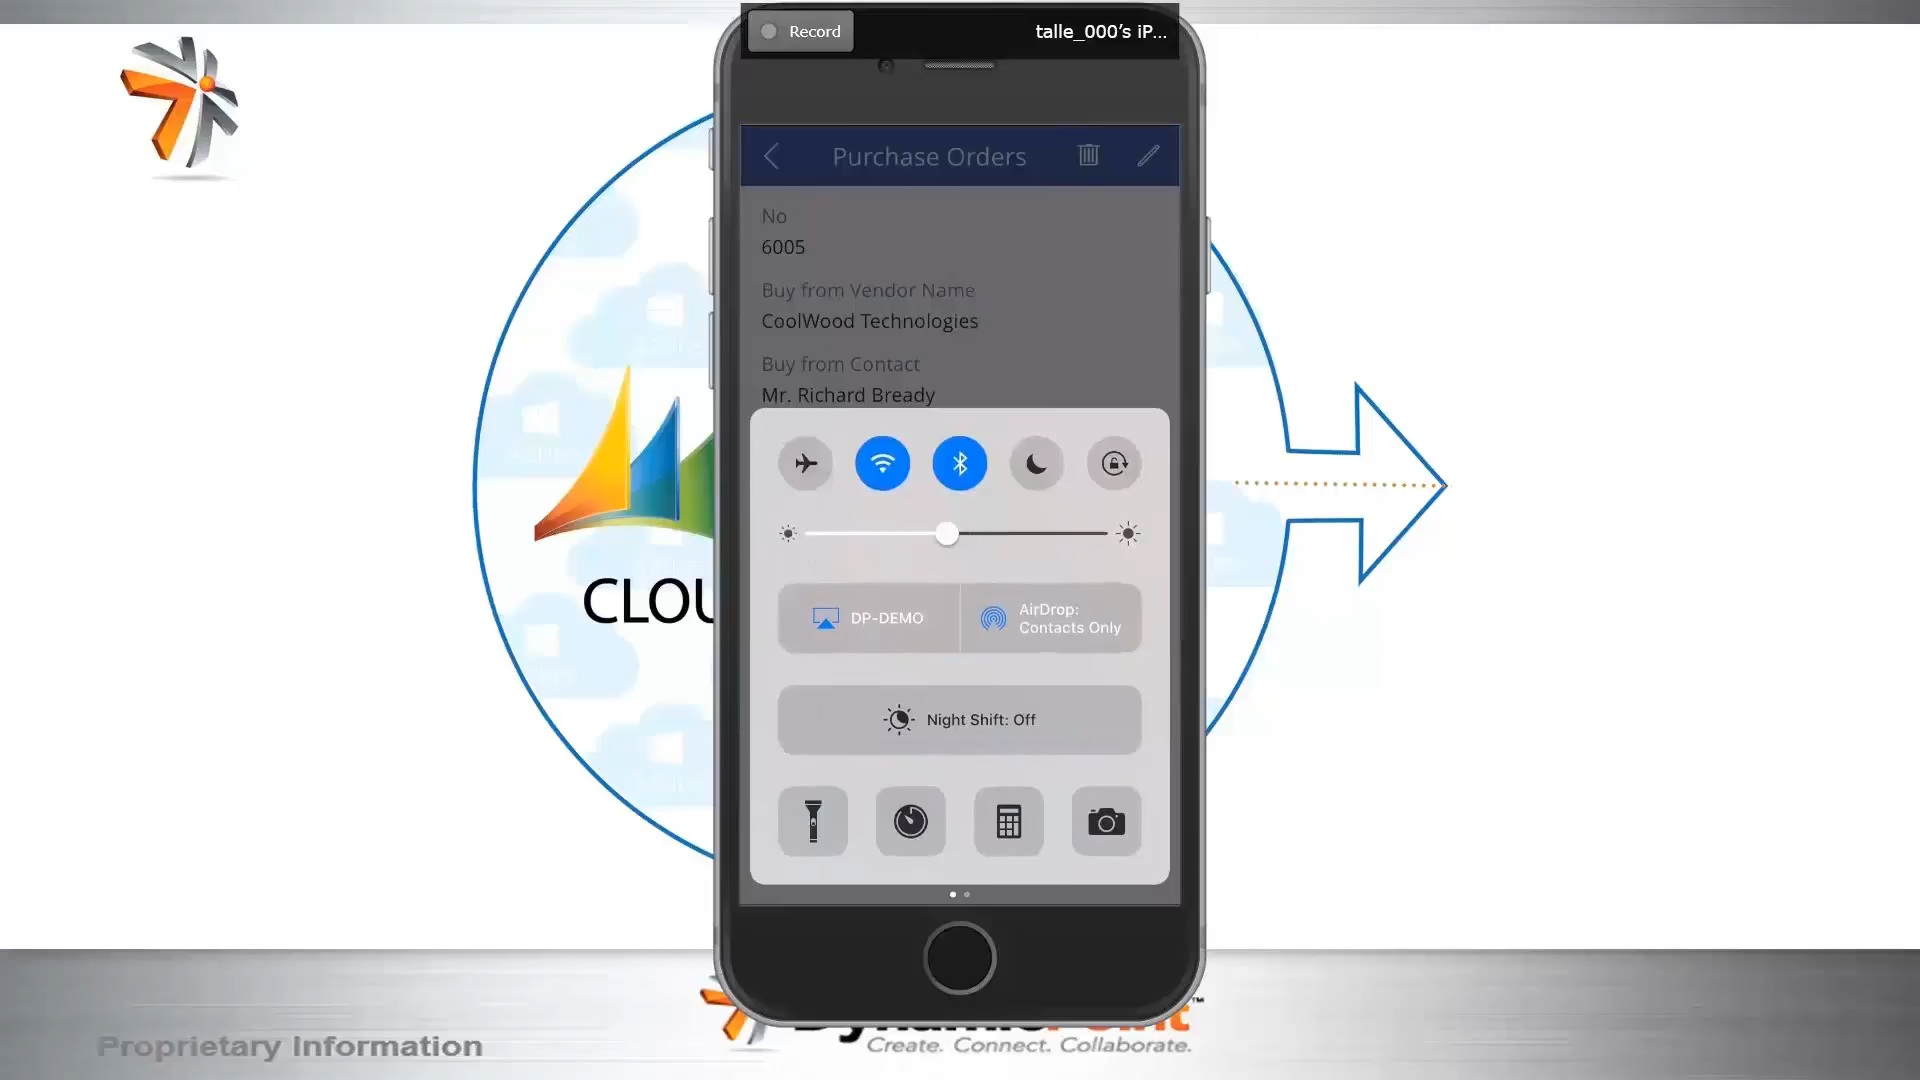 Record
talle_000’s iP...
Purchase Orders
No
6005
Buy from Vendor Name
CoolWood Technologies
Buy from Contact
Mr. Richard Bready
DP-DEMO
AirDrop:
Contacts Only
CLOU
Night Shift: Off
Create. Connect. Collaborate.
Proprietary Information